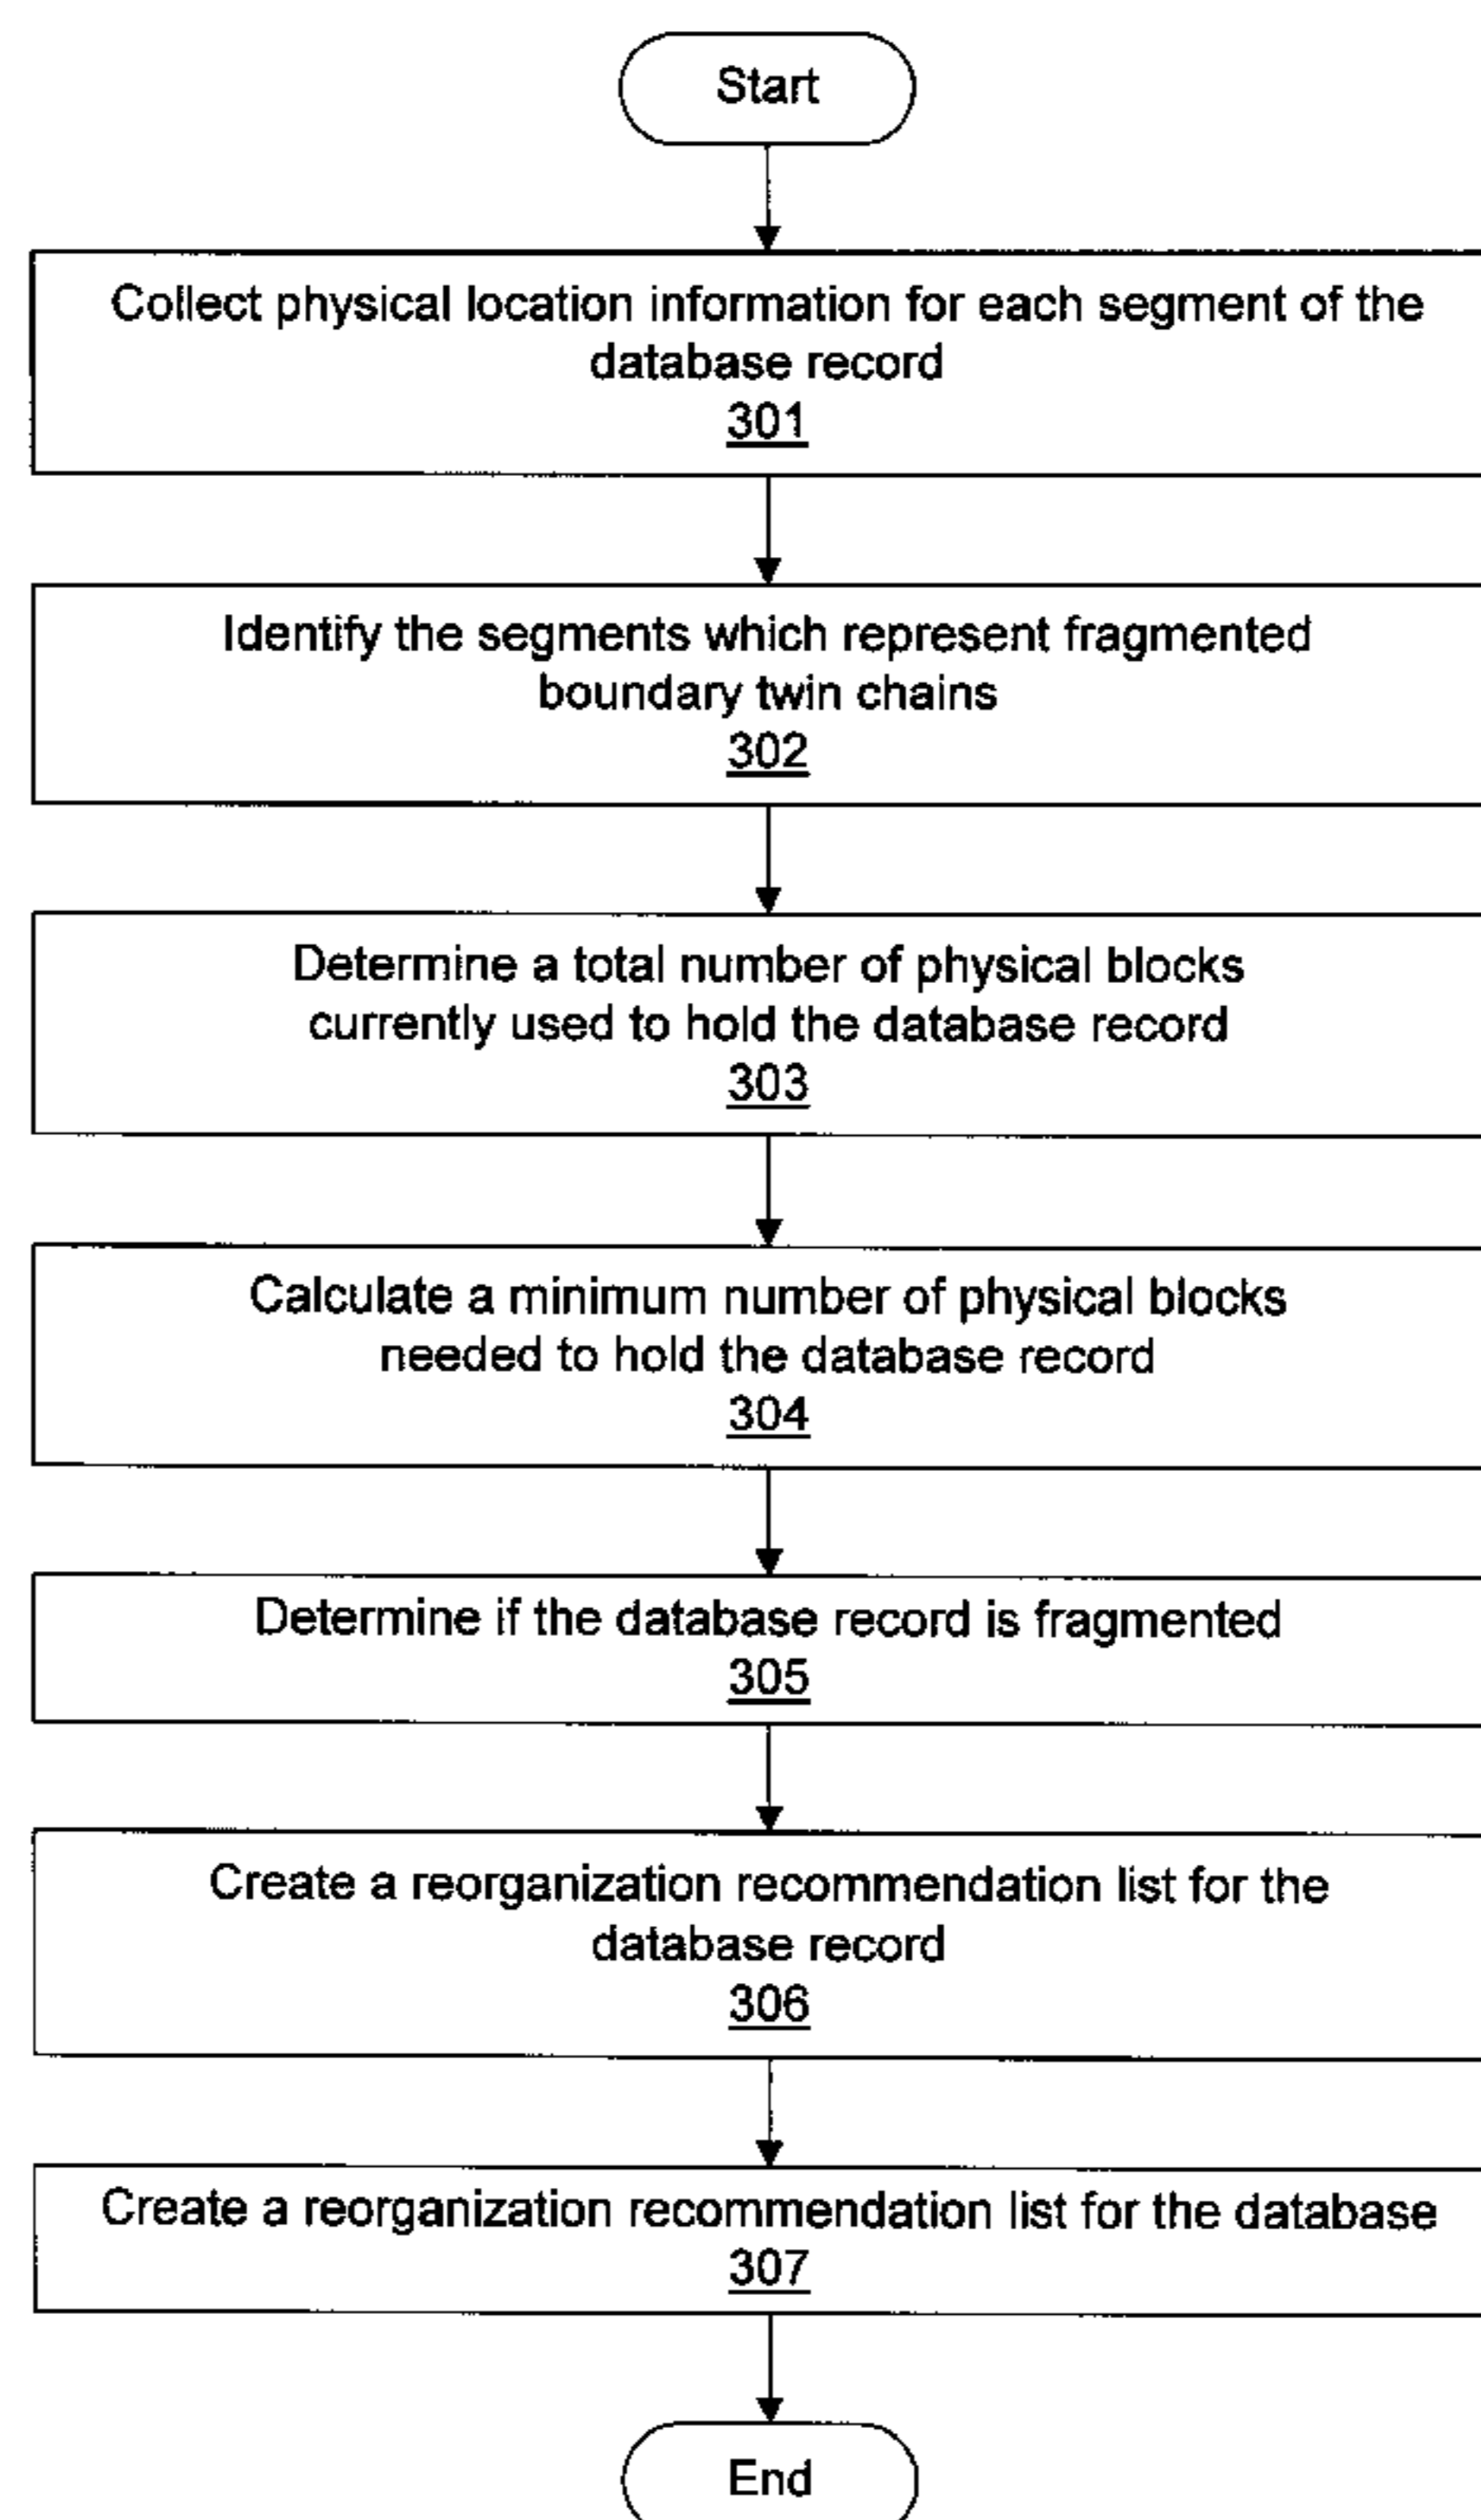 Start
Collect physical location information for each segment of the
database record
301
Identify the segments which represent fragmented
boundary twin chains
302
Determine a total number of physical blocks
currently used to hold the database record
303
Calculate a minimum number of physical blocks
needed to hold the database record
304
Determine if the database record is fragmented
305
Create a reorganization recommendation list for the
database record
306
Create a reorganization recommendation list for the database
307
End